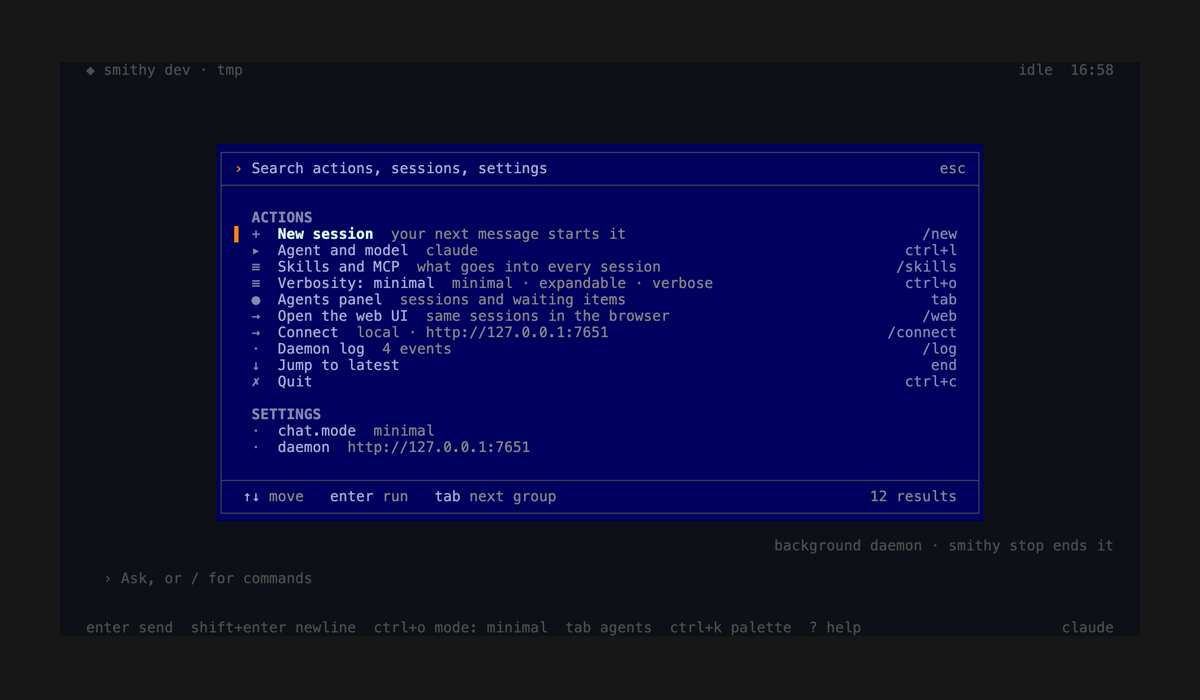 ◆ smithy dev · tmp idle 16:58
› Search actions, sessions, settings esc
ACTIONS
+ New session your next message starts it /new
▸ Agent and model claude ctrl+l
≡ Skills and MCP what goes into every session /skills
≡ Verbosity: minimal minimal · expandable · verbose ctrl+o
● Agents panel sessions and waiting items tab
→ Open the web UI same sessions in the browser /web
→ Connect local · http://127.0.0.1:7651 /connect
· Daemon log 4 events /log
↓ Jump to latest end
✗ Quit ctrl+c
SETTINGS
· chat.mode minimal
· daemon http://127.0.0.1:7651
↑↓ move enter run tab next group 12 results
background daemon · smithy stop ends it
› Ask, or / for commands
enter send shift+enter newline ctrl+o mode: minimal tab agents ctrl+k palette ? help claude